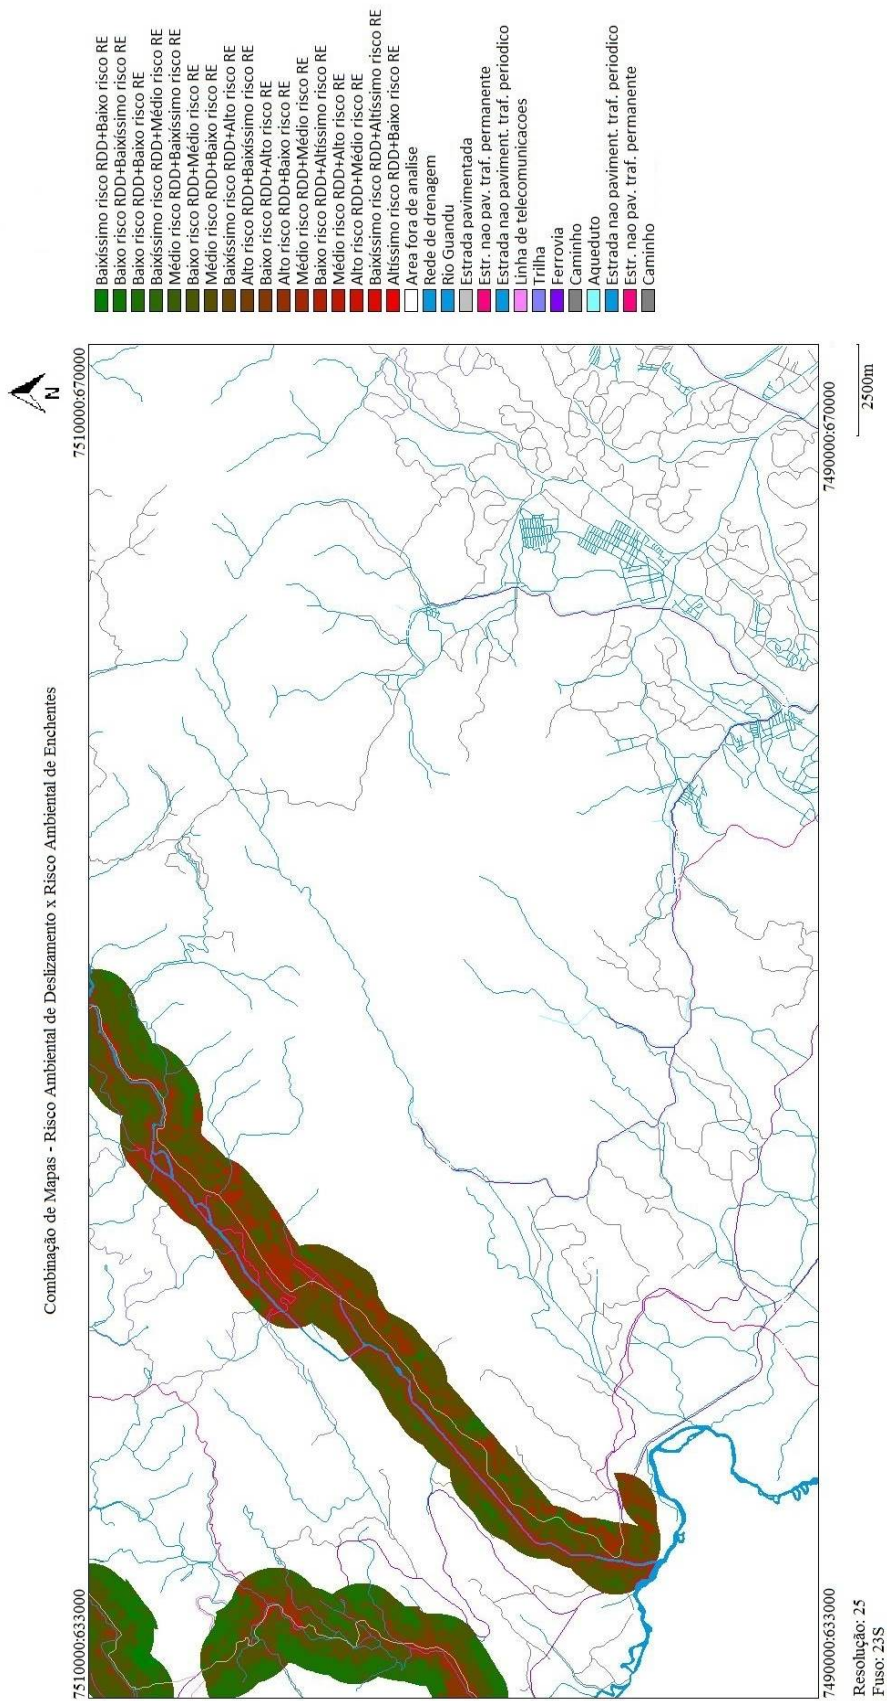 Combinação de Mapas - Risco Ambiental de Deslizamento x Risco Ambiental de Enchentes
N
7510000:633000
7510000:670000
7490000:633000
7490000:670000
Resolução: 25
Fuso: 23S
2500m
Baixíssimo risco RDD+Baixo risco RE
Baixo risco RDD+Baixíssimo risco RE
Baixo risco RDD+Baixo risco RE
Baixíssimo risco RDD+Médio risco RE
Médio risco RDD+Baixíssimo risco RE
Baixo risco RDD+Médio risco RE
Médio risco RDD+Baixo risco RE
Baixíssimo risco RDD+Alto risco RE
Alto risco RDD+Baixíssimo risco RE
Baixo risco RDD+Alto risco RE
Alto risco RDD+Baixo risco RE
Médio risco RDD+Médio risco RE
Baixo risco RDD+Altíssimo risco RE
Médio risco RDD+Alto risco RE
Alto risco RDD+Médio risco RE
Baixíssimo risco RDD+Altíssimo risco RE
Altíssimo risco RDD+Baixo risco RE
Area fora de analise
Rede de drenagem
Rio Guandu
Estrada pavimentada
Estr. nao pav. traf. permanente
Estrada nao paviment. traf. periodico
Linha de telecomunicacoes
Trilha
Ferrovia
Caminho
Aqueduto
Estrada nao paviment. traf. periodico
Estr. nao pav. traf. permanente
Caminho